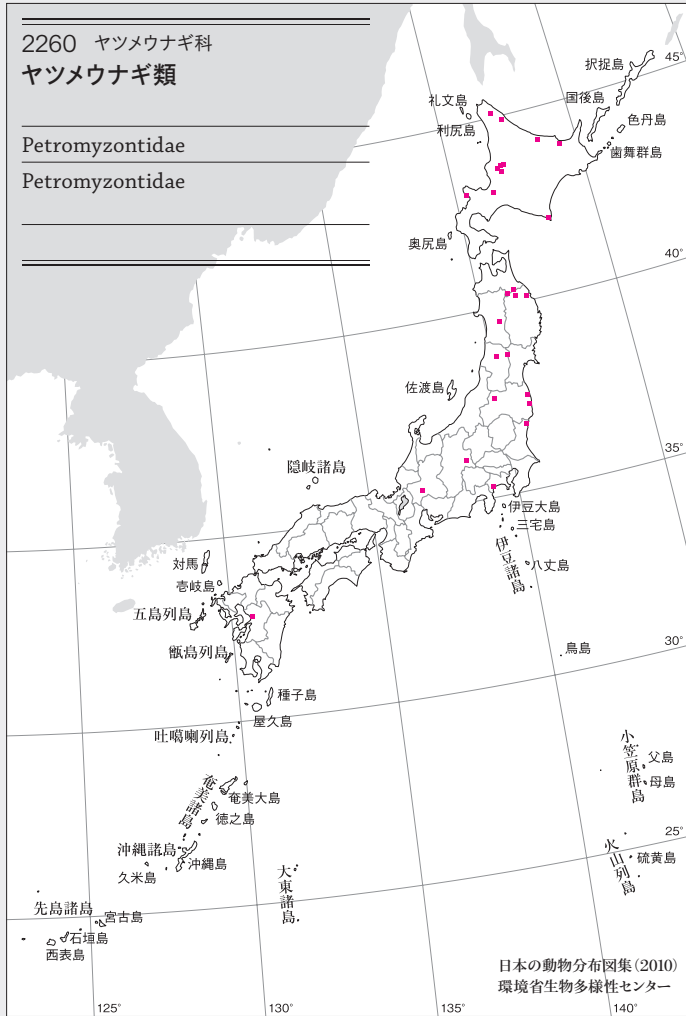 2260 ヤツメウナギ科
ヤツメウナギ類
Petromyzontidae
Petromyzontidae
45°
択捉島
国後島
礼文島
色丹島
利尻島
歯舞群島
奥尻島
40°
佐渡島
35°
隠岐諸島
伊豆大島
三宅島
伊豆諸島
八丈島
対馬
壱岐島
五島列島
甑島列島
鳥島
30°
種子島
屋久島
吐噶喇列島
小笠原群島
父島
母島
奄美諸島
奄美大島
徳之島
25°
沖縄諸島
沖縄島
久米島
火山列島
硫黄島
大東諸島
先島諸島
宮古島
石垣島
西表島
日本の動物分布図集(2010)
環境省生物多様性センター
125°
130°
135°
140°